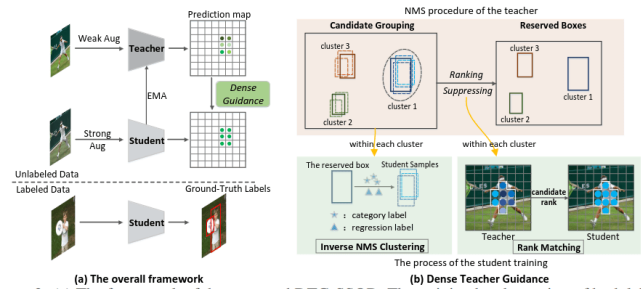 Prediction map
Weak Aug
Teacher
Dense
Guidance
EMA
Strong
Aug
Student
Unlabeled Data
Labeled Data
Ground-Truth Labels
Student
(a) The overall framework
NMS procedure of the teacher
Candidate Grouping
Reserved Boxes
cluster 3
cluster 1
cluster 2
Ranking
Suppressing
cluster 3
cluster 1
cluster 2
within each cluster
within each cluster
The reserved box
Student Samples
: category label
: regression label
Inverse NMS Clustering
candidate
rank
Teacher
Student
Rank Matching
The process of the student training
(b) Dense Teacher Guidance